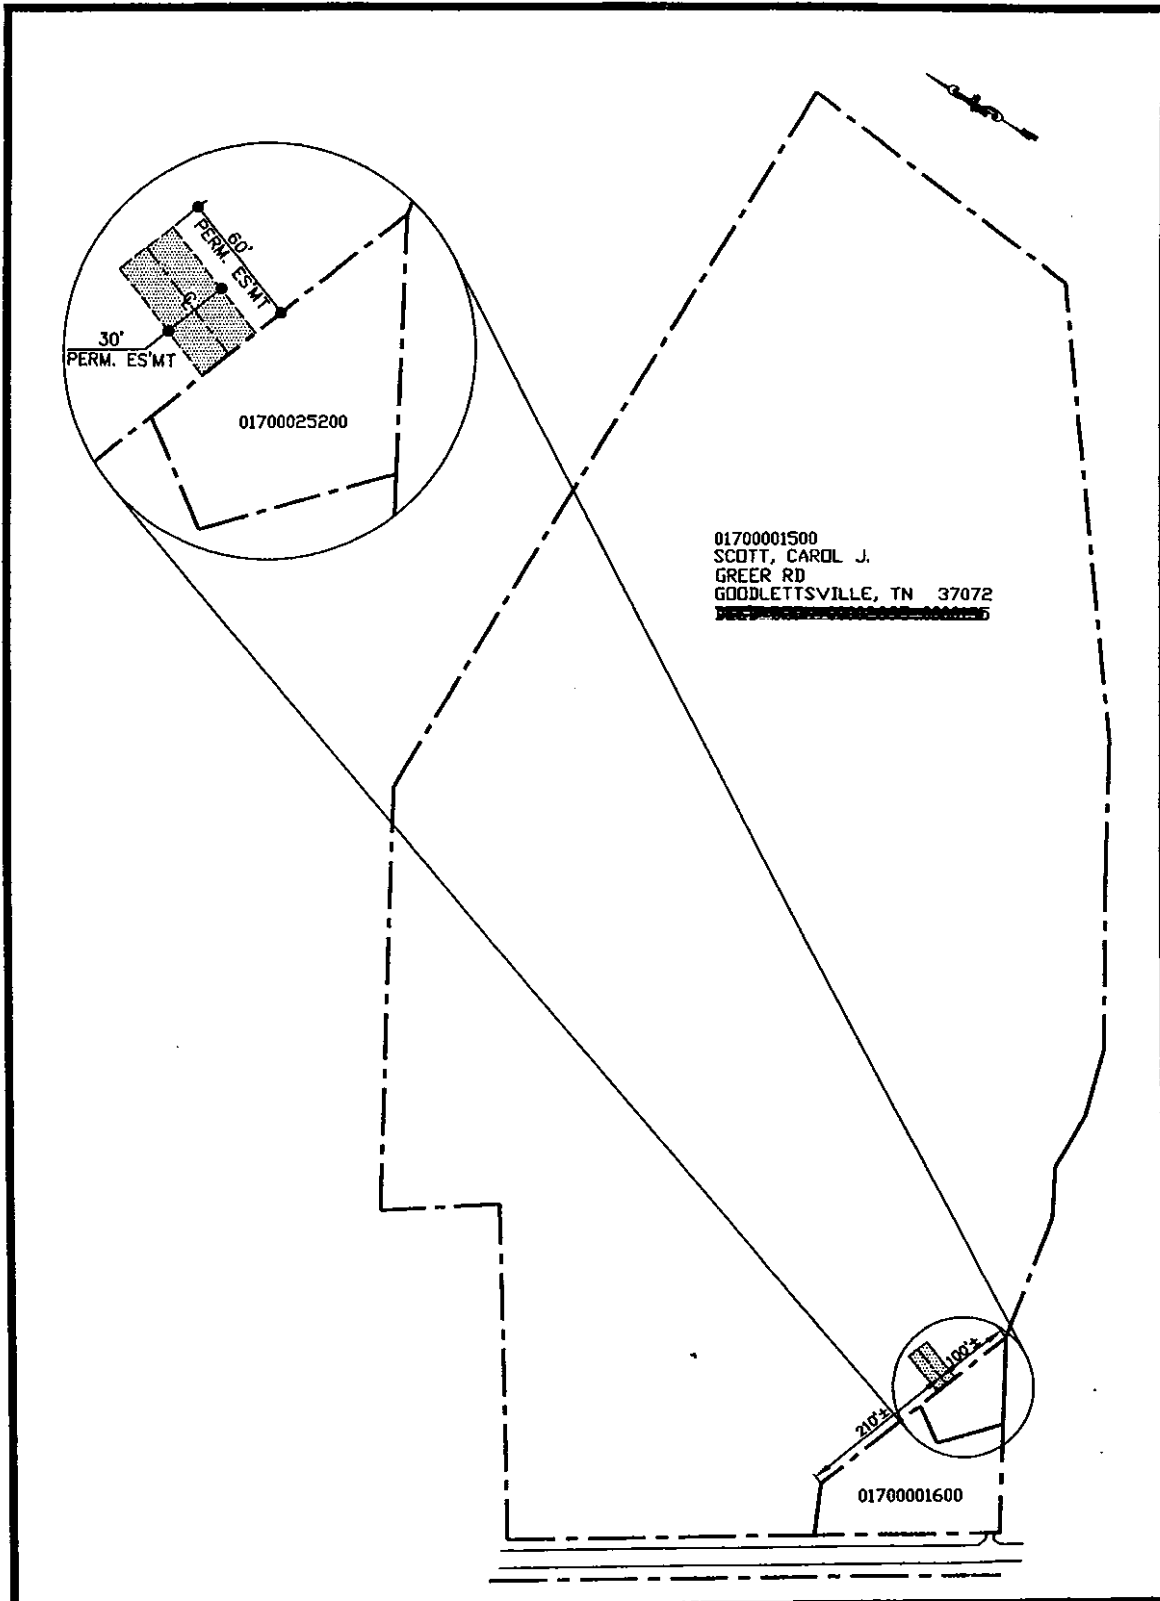 60'
PERM. ES'MT
30'
PERM. ES'MT
℄
01700025200
01700001500
SCOTT, CAROL J.
GREER RD
GOODLETTSVILLE, TN 37072
100'±
210'±
01700001600